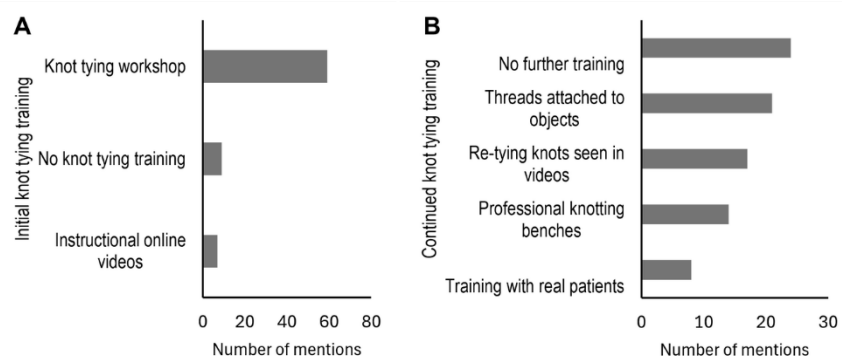 A
Initial knot tying training
Knot tying workshop
No knot tying training
Instructional online
videos
0 20 40 60 80
Number of mentions
B
Continued knot tying training
No further training
Threads attached to
objects
Re-tying knots seen in
videos
Professional knotting
benches
Training with real patients
0 10 20 30
Number of mentions